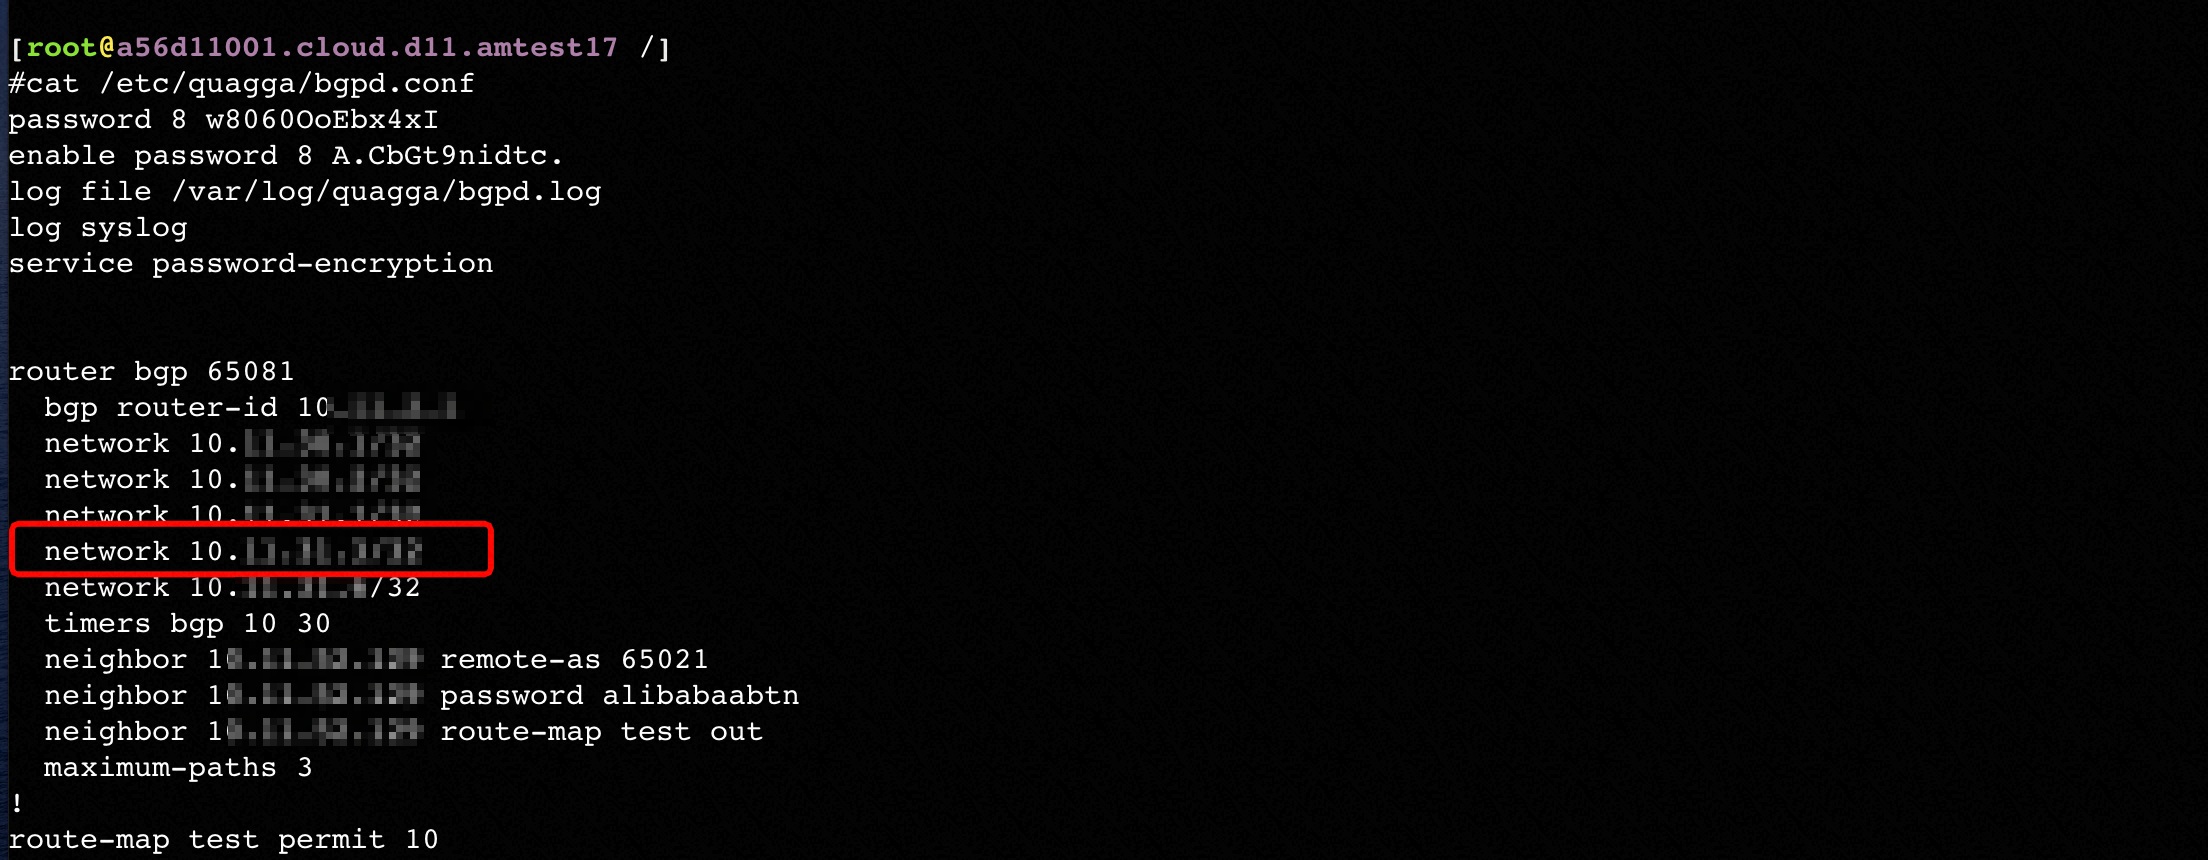 [root@a56d11001.cloud.d11.amtest17 /]
#cat /etc/quagga/bgpd.conf
password 8 w8060OoEbx4xI
enable password 8 A.CbGt9nidtc.
log file /var/log/quagga/bgpd.log
log syslog
service password-encryption
router bgp 65081
bgp router-id 10
network 10.
network 10.
network 10.
network 10.
network 10. /32
timers bgp 10 30
neighbor remote-as 65021
neighbor password alibabaabtn
neighbor route-map test out
maximum-paths 3
!
route-map test permit 10